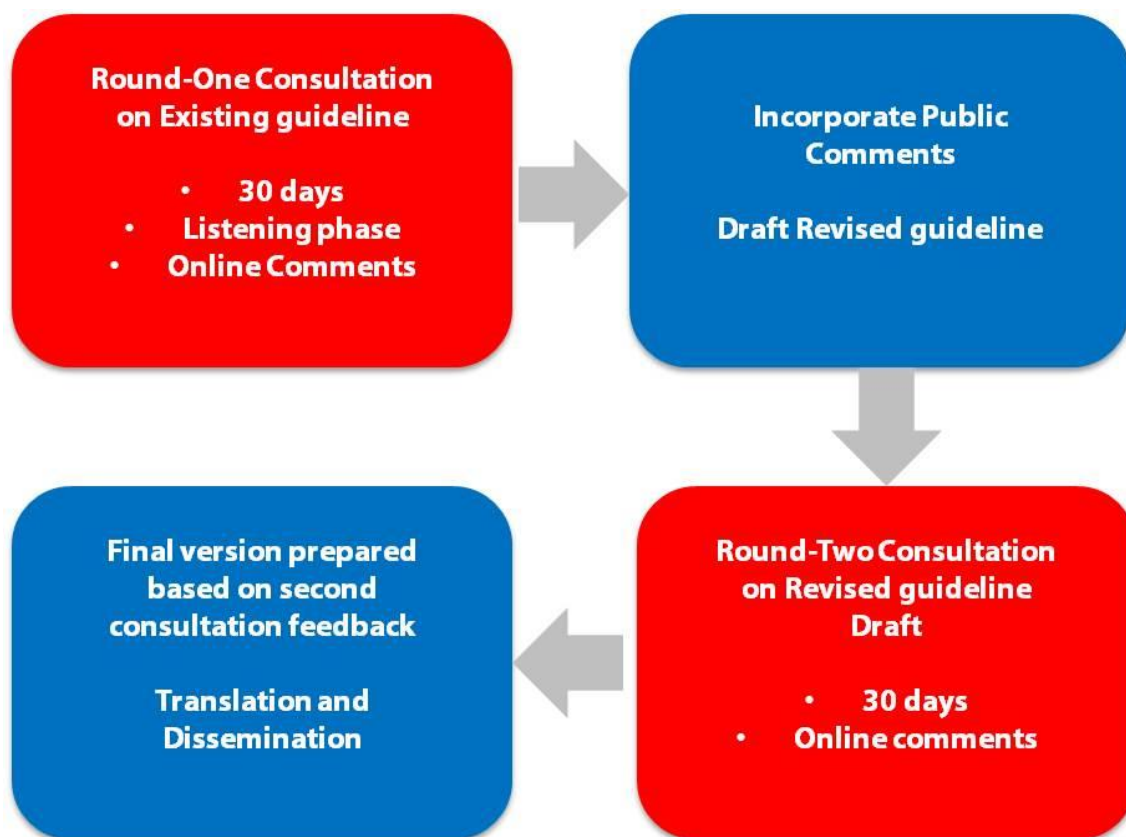 Round-One Consultation
on Existing guideline
• 30 days
• Listening phase
• Online Comments
Incorporate Public
Comments
Draft Revised guideline
Round-Two Consultation
on Revised guideline
Draft
• 30 days
• Online comments
Final version prepared
based on second
consultation feedback
Translation and
Dissemination